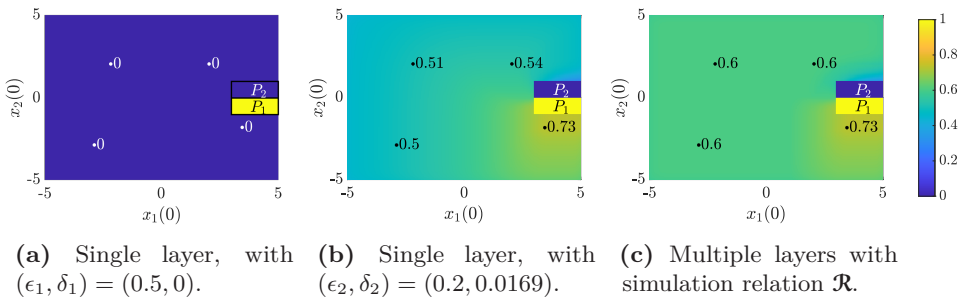 5
0
-5
x₂(0)
-5
0
5
x₁(0)
0
0
0
0
P₂
P₁
5
0
-5
x₂(0)
-5
0
5
x₁(0)
0.51
0.54
0.5
0.73
P₂
P₁
5
0
-5
x₂(0)
-5
0
5
x₁(0)
0.6
0.6
0.6
0.73
P₂
P₁
1
0.8
0.6
0.4
0.2
0
(a) Single layer, with
(ϵ₁, δ₁) = (0.5, 0).
(b) Single layer, with
(ϵ₂, δ₂) = (0.2, 0.0169).
(c) Multiple layers with
simulation relation ℜ.